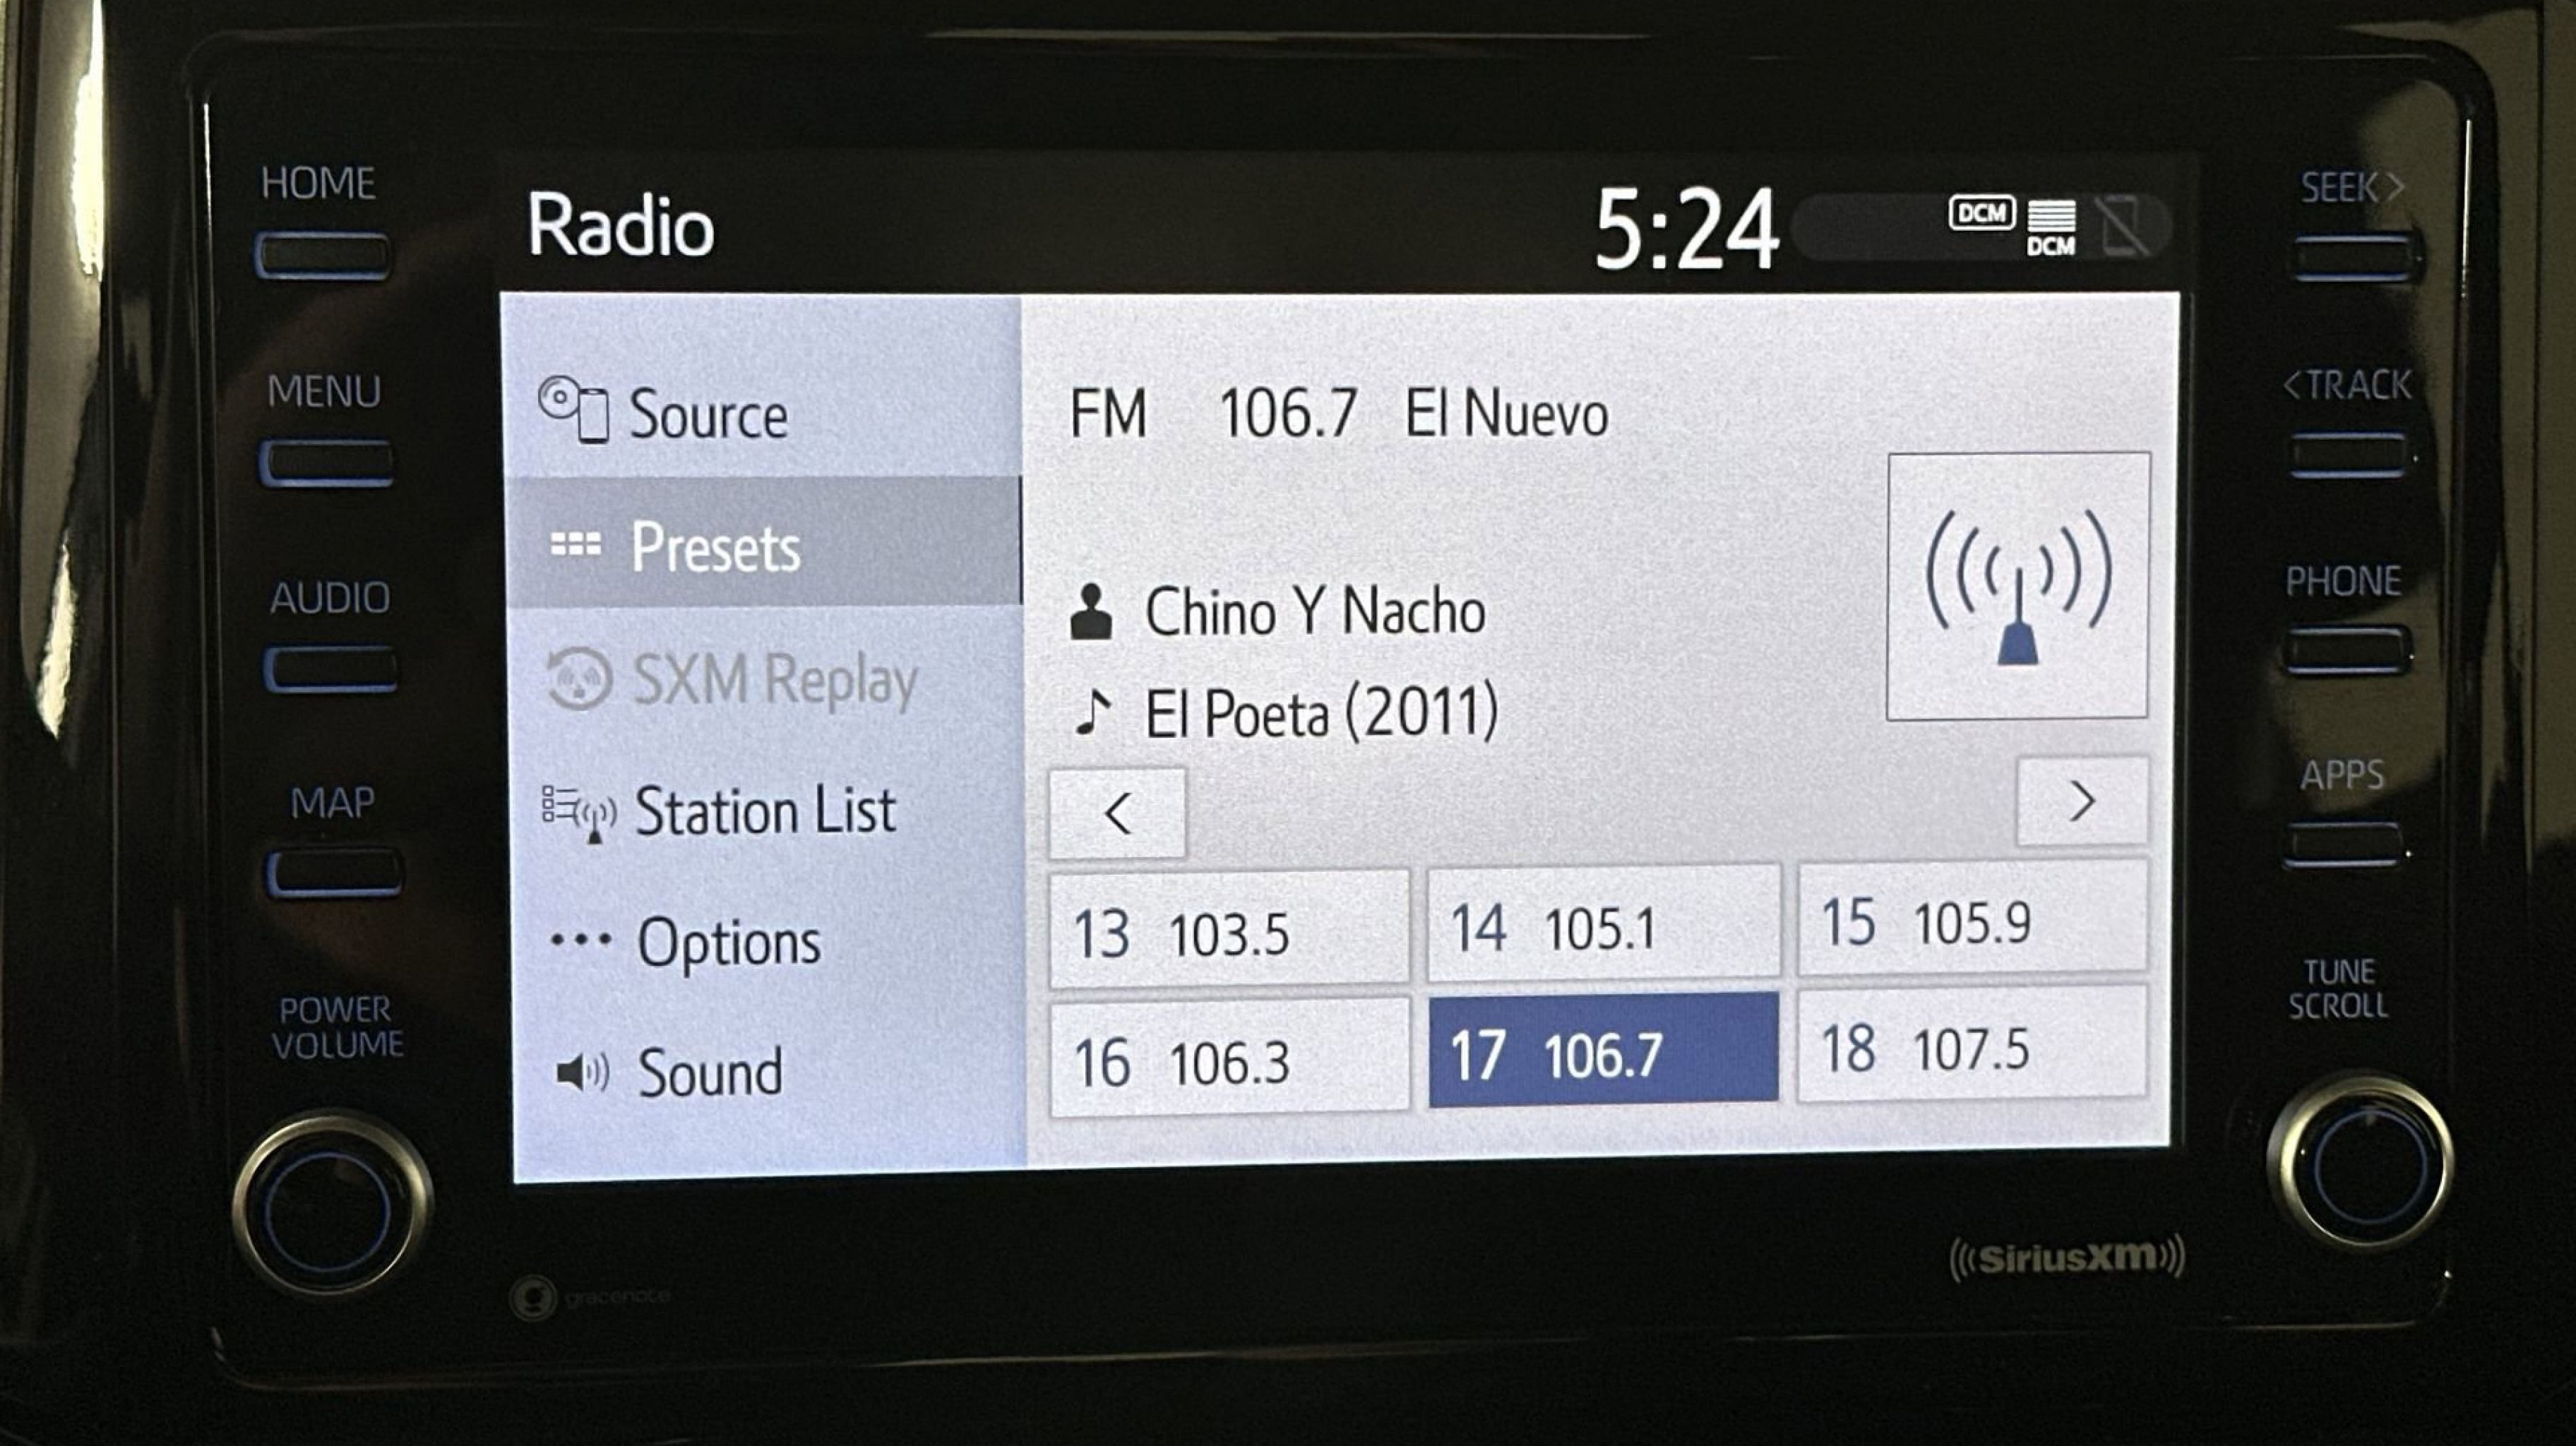 HOME
MENU
AUDIO
MAP
POWER
VOLUME
Radio
5:24
DCM
DCM
Source
Presets
SXM Replay
Station List
Options
Sound
FM 106.7 El Nuevo
Chino Y Nacho
El Poeta (2011)
<
>
13 103.5
14 105.1
15 105.9
16 106.3
17 106.7
18 107.5
gracenote
SiriusXM
SEEK >
< TRACK
PHONE
APPS
TUNE
SCROLL